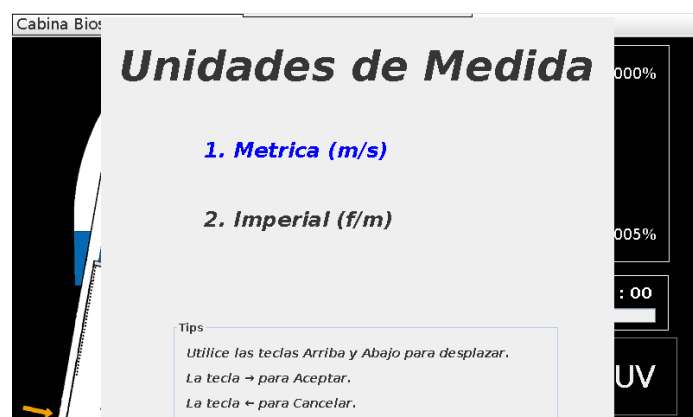 Cabina Bios
Unidades de Medida
000%
1. Metrica (m/s)
2. Imperial (f/m)
005%
: 00
Tips
Utilice las teclas Arriba y Abajo para desplazar.
UV
La tecla → para Aceptar.
La tecla ← para Cancelar.